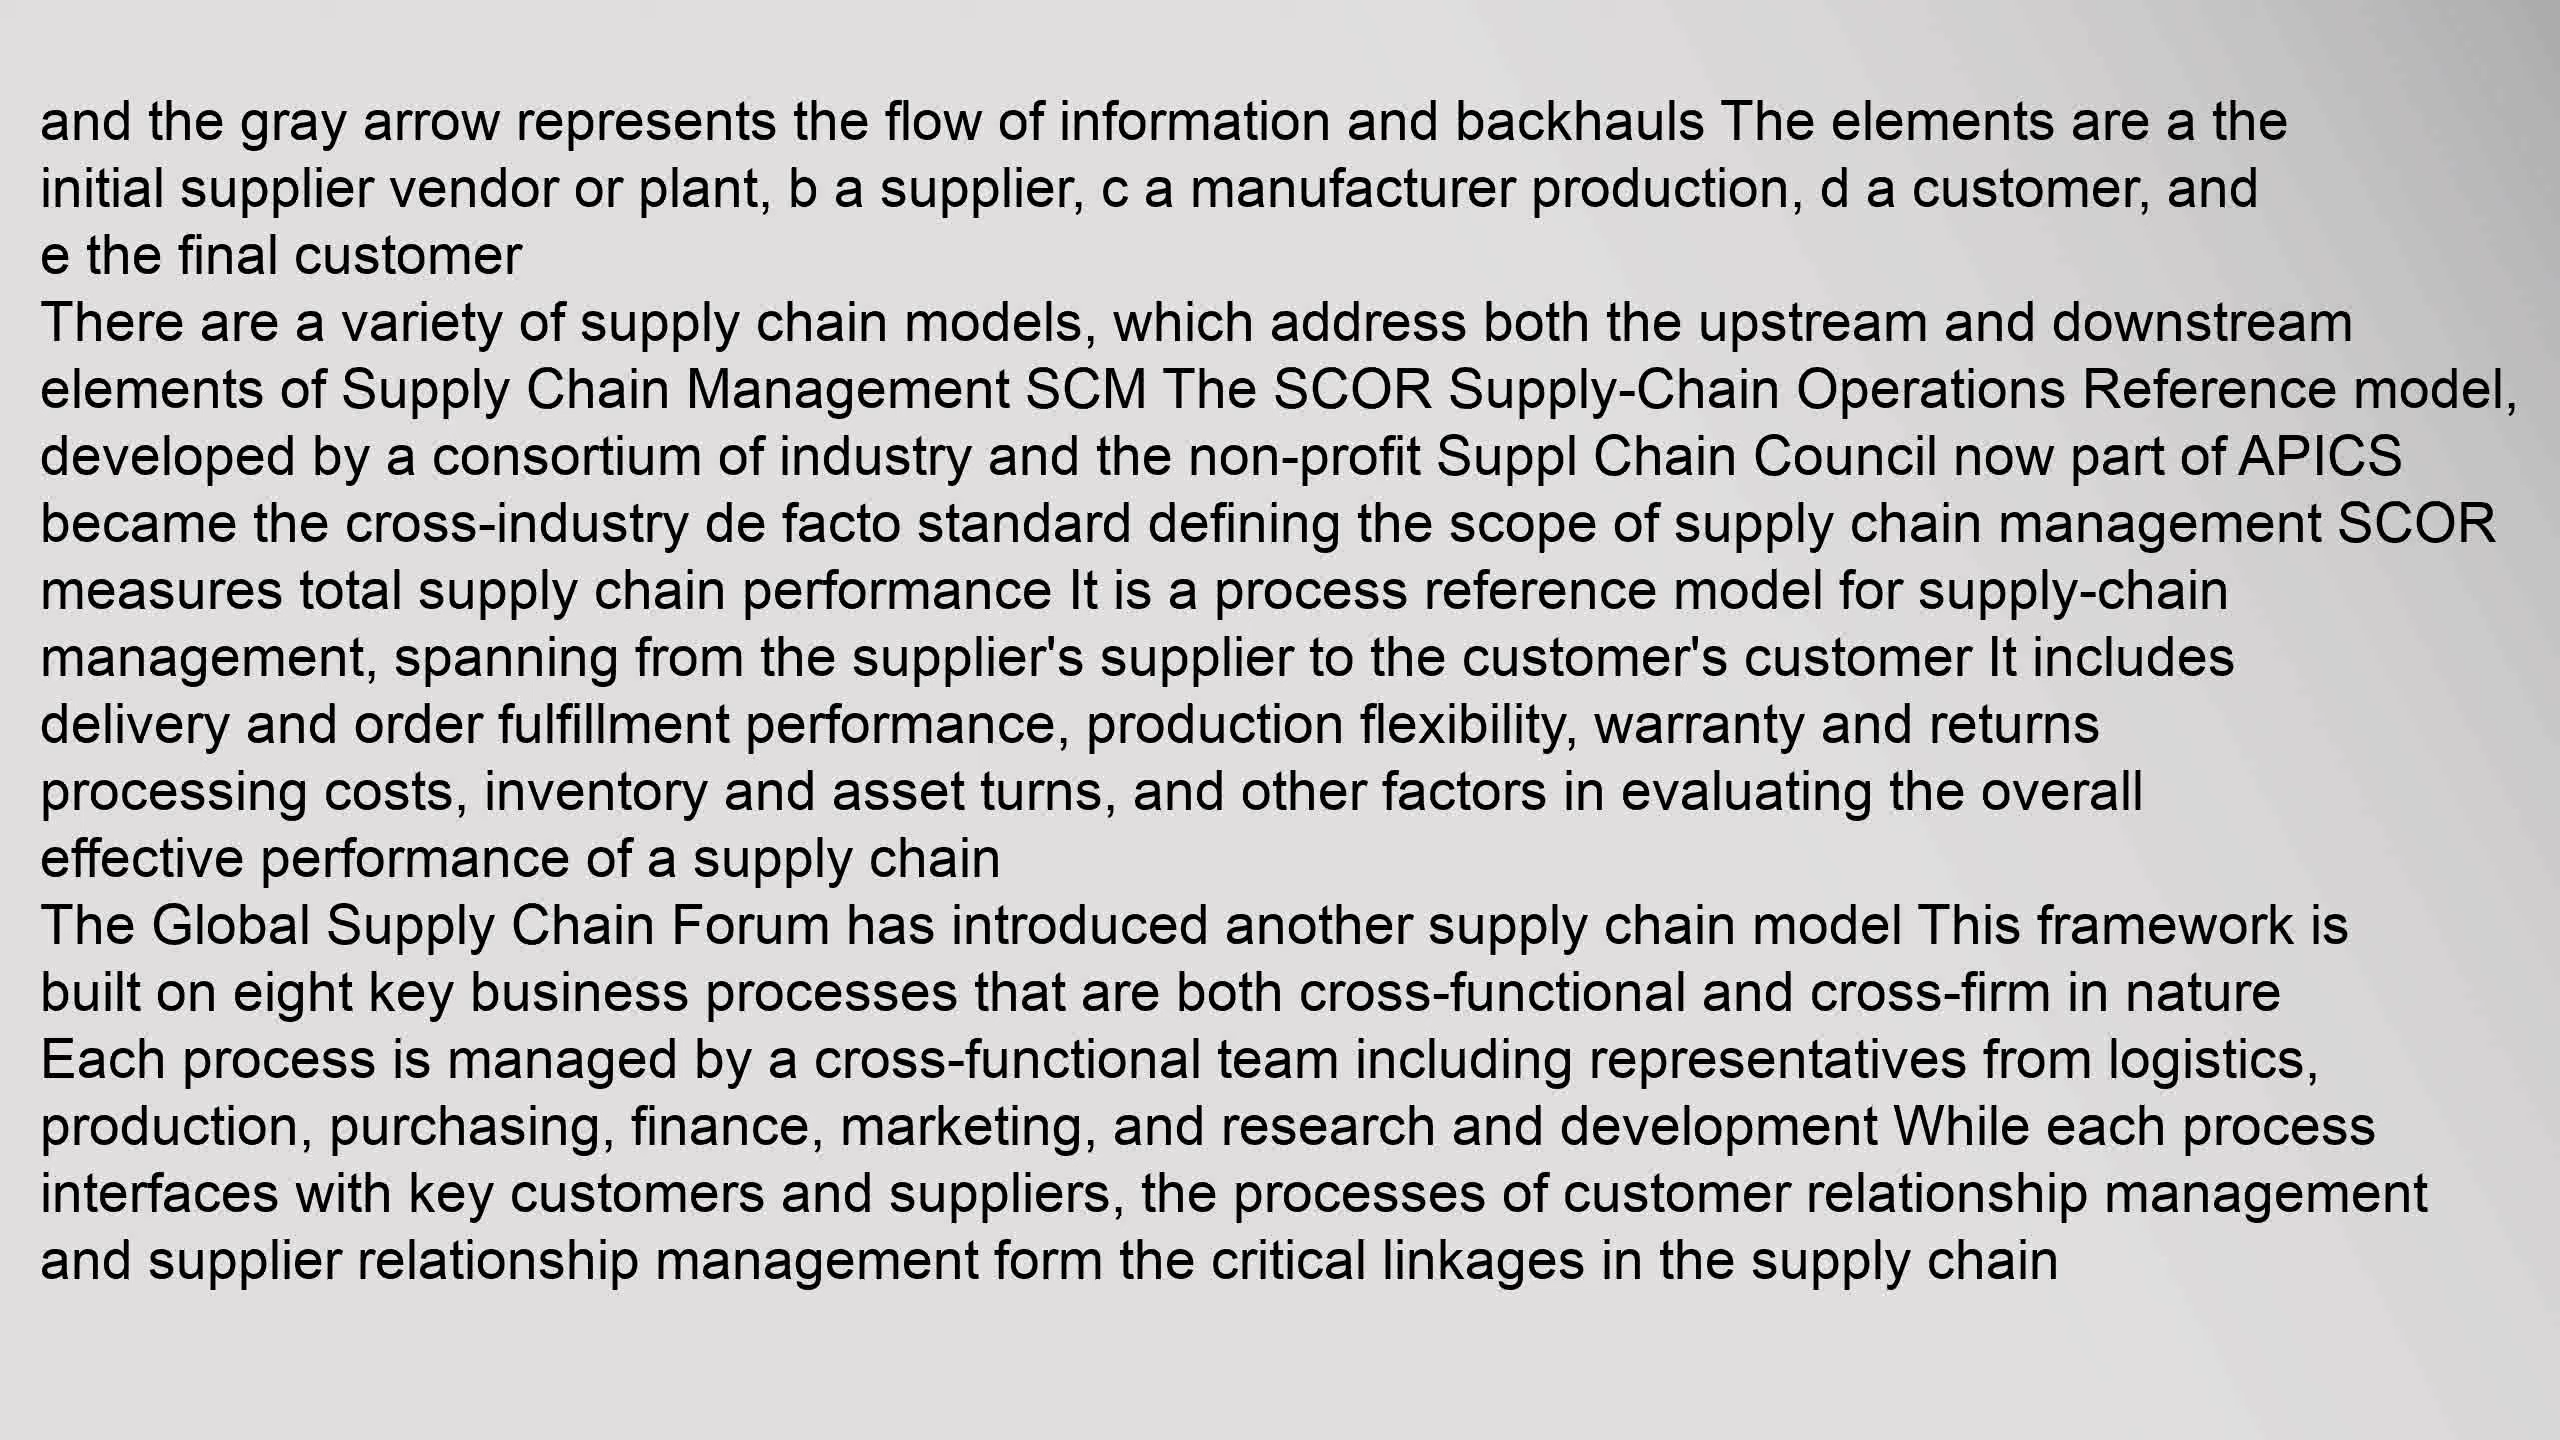 and the gray arrow represents the flow of information and backhauls The elements are a the
initial supplier vendor or plant, b a supplier, c a manufacturer production, d a customer, and
e the final customer
There are a variety of supply chain models, which address both the upstream and downstream
elements of Supply Chain Management SCM The SCOR Supply-Chain Operations Reference model,
developed by a consortium of industry and the non-profit Suppl Chain Council now part of APICS
became the cross-industry de facto standard defining the scope of supply chain management SCOR
measures total supply chain performance It is a process reference model for supply-chain
management, spanning from the supplier's supplier to the customer's customer It includes
delivery and order fulfillment performance, production flexibility, warranty and returns
processing costs, inventory and asset turns, and other factors in evaluating the overall
effective performance of a supply chain
The Global Supply Chain Forum has introduced another supply chain model This framework is
built on eight key business processes that are both cross-functional and cross-firm in nature
Each process is managed by a cross-functional team including representatives from logistics,
production, purchasing, finance, marketing, and research and development While each process
interfaces with key customers and suppliers, the processes of customer relationship management
and supplier relationship management form the critical linkages in the supply chain